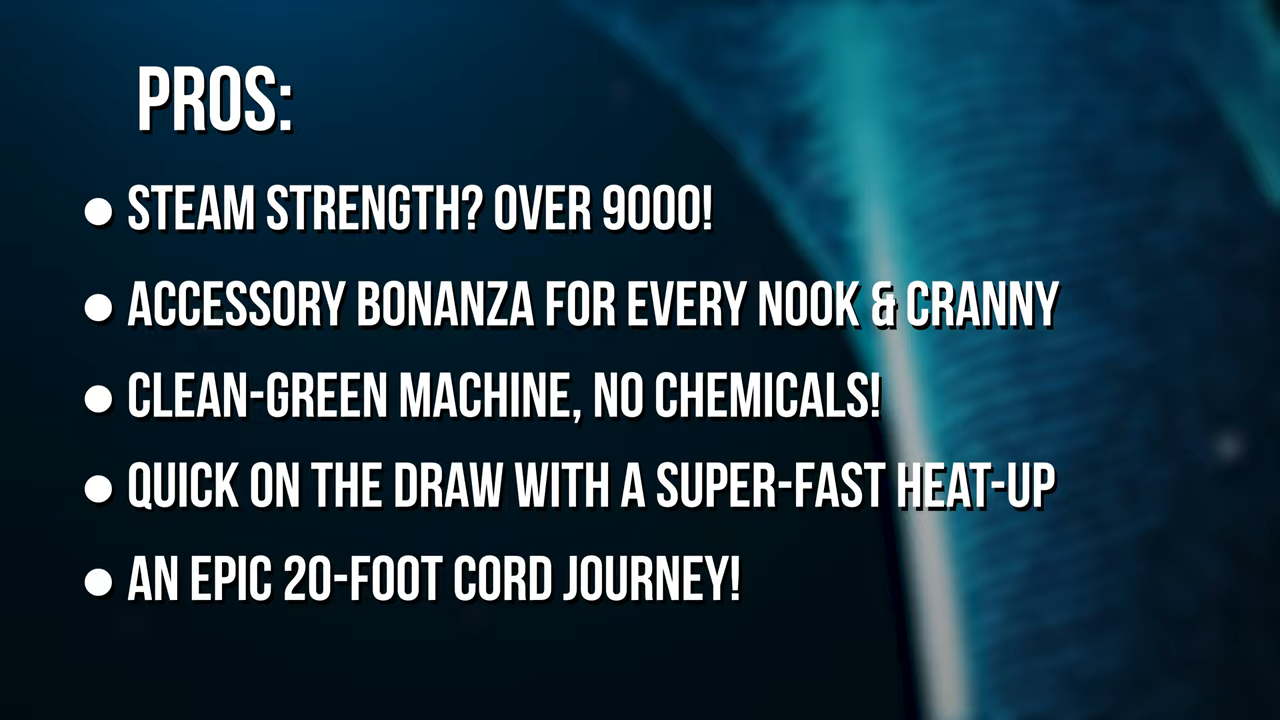 PROS:
● STEAM STRENGTH? OVER 9000!
● ACCESSORY BONANZA FOR EVERY NOOK & CRANNY
● CLEAN-GREEN MACHINE, NO CHEMICALS!
● QUICK ON THE DRAW WITH A SUPER-FAST HEAT-UP
● AN EPIC 20-FOOT CORD JOURNEY!